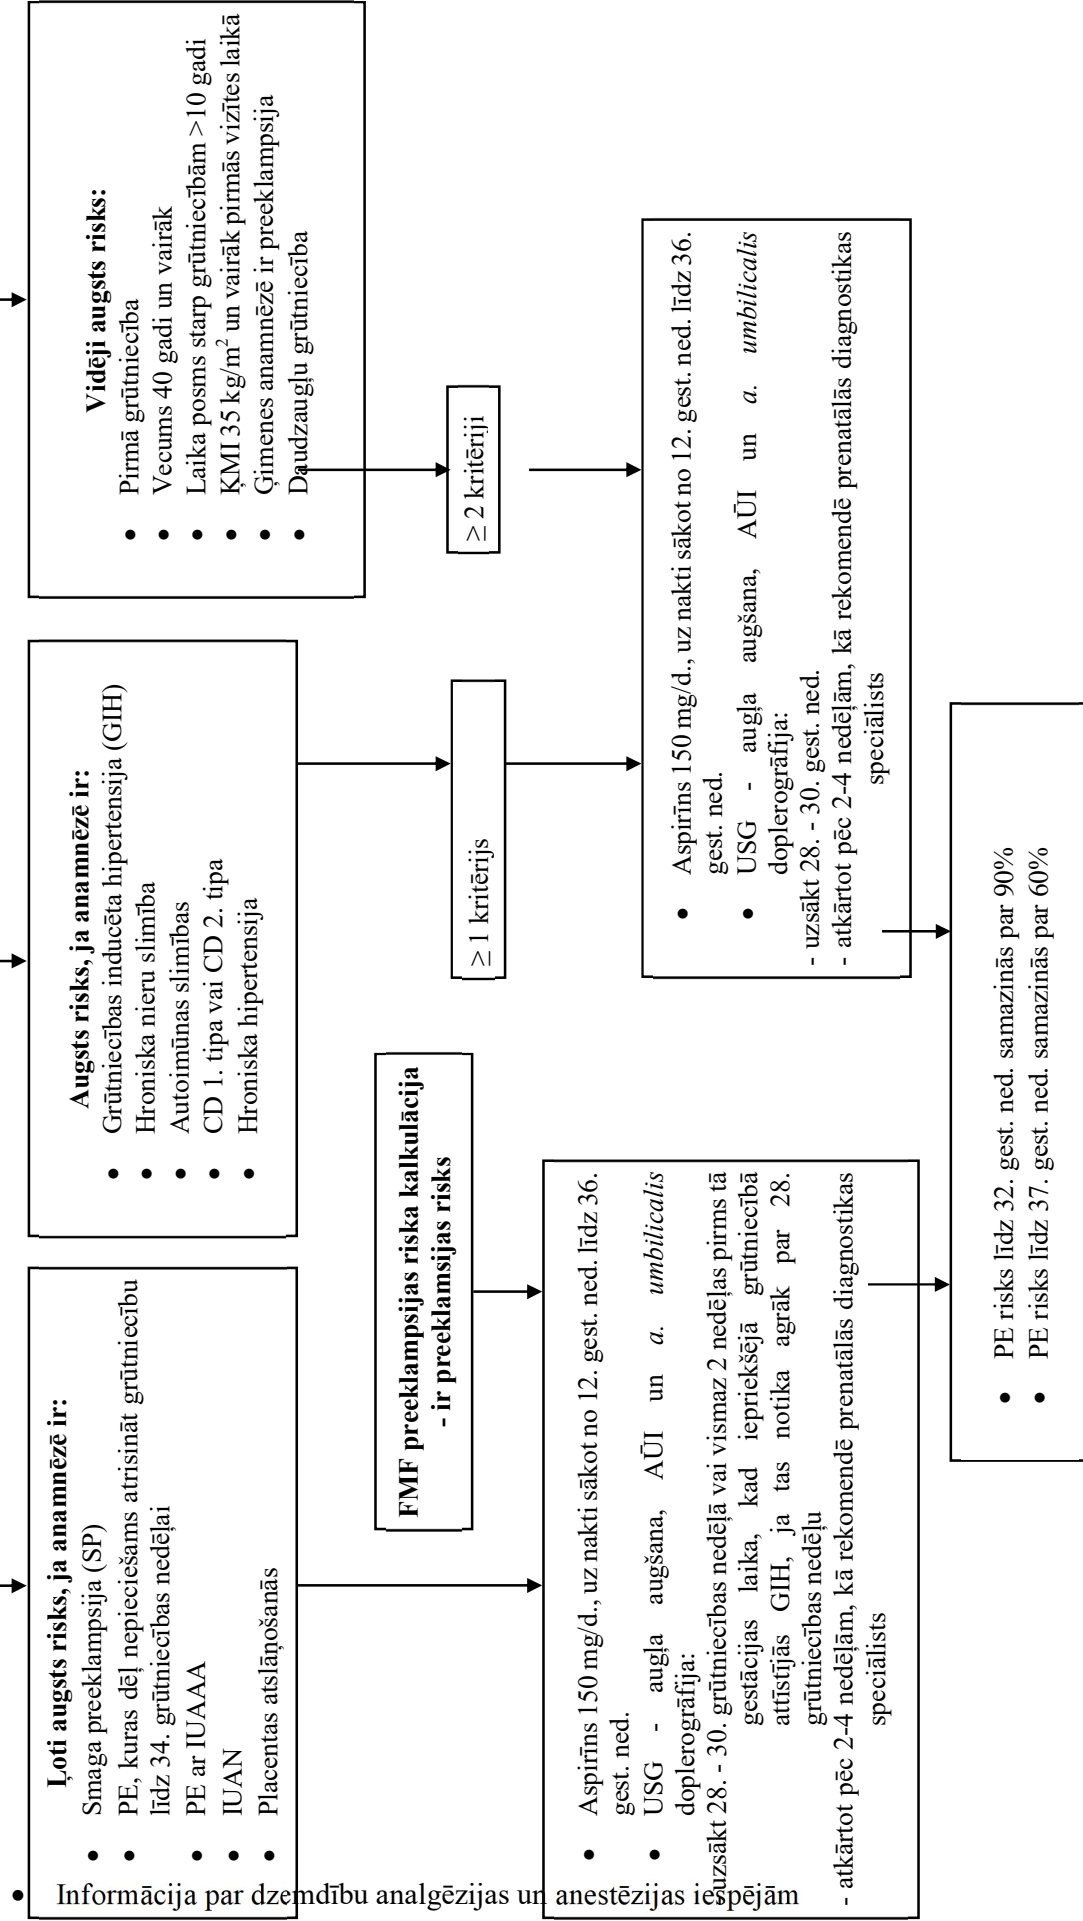 Ļoti augsts risks, ja anamnēzē ir:
• Smaga preeklampsija (SP)
• PE, kuras dēļ nepieciešams atrisināt grūtniecību
līdz 34. grūtniecības nedēļai
• PE ar IUAAA
• IUAN
• Placentas atslāņošanās
Augsts risks, ja anamnēzē ir:
• Grūtniecības inducēta hipertensija (GIH)
• Hroniska nieru slimība
• Autoimūnas slimības
• CD 1. tipa vai CD 2. tipa
• Hroniska hipertensija
Vidēji augsts risks:
• Pirmā grūtniecība
• Vecums 40 gadi un vairāk
• Laika posms starp grūtniecībām >10 gadi
• ĶMI 35 kg/m² un vairāk pirmās vizītes laikā
• Ģimenes anamnēzē ir preeklampsija
• Daudzaugļu grūtniecība
FMF preeklampsijas riska kalkulācija
- ir preeklamsijas risks
≥ 1 kritērijs
≥ 2 kritēriji
• Aspirīns 150 mg/d., uz nakti sākot no 12. gest. ned. līdz 36.
gest. ned.
• USG - augļa augšana, AŪI un a. umbilicalis
doplerogrāfija:
- uzsākt 28. - 30. grūtniecības nedēļā vai vismaz 2 nedēļas pirms tā
gestācijas laika, kad iepriekšējā grūtniecībā
attīstījās GIH, ja tas notika agrāk par 28.
grūtniecības nedēļu
- atkārtot pēc 2-4 nedēļām, kā rekomendē prenatālās diagnostikas
speciālists
• Aspirīns 150 mg/d., uz nakti sākot no 12. gest. ned. līdz 36.
gest. ned.
• USG - augļa augšana, AŪI un a. umbilicalis
doplerogrāfija:
- uzsākt 28. - 30. gest. ned.
- atkārtot pēc 2-4 nedēļām, kā rekomendē prenatālās diagnostikas
speciālists
• PE risks līdz 32. gest. ned. samazinās par 90%
• PE risks līdz 37. gest. ned. samazinās par 60%
• Informācija par dzemdību analgēzijas un anestēzijas iespējām